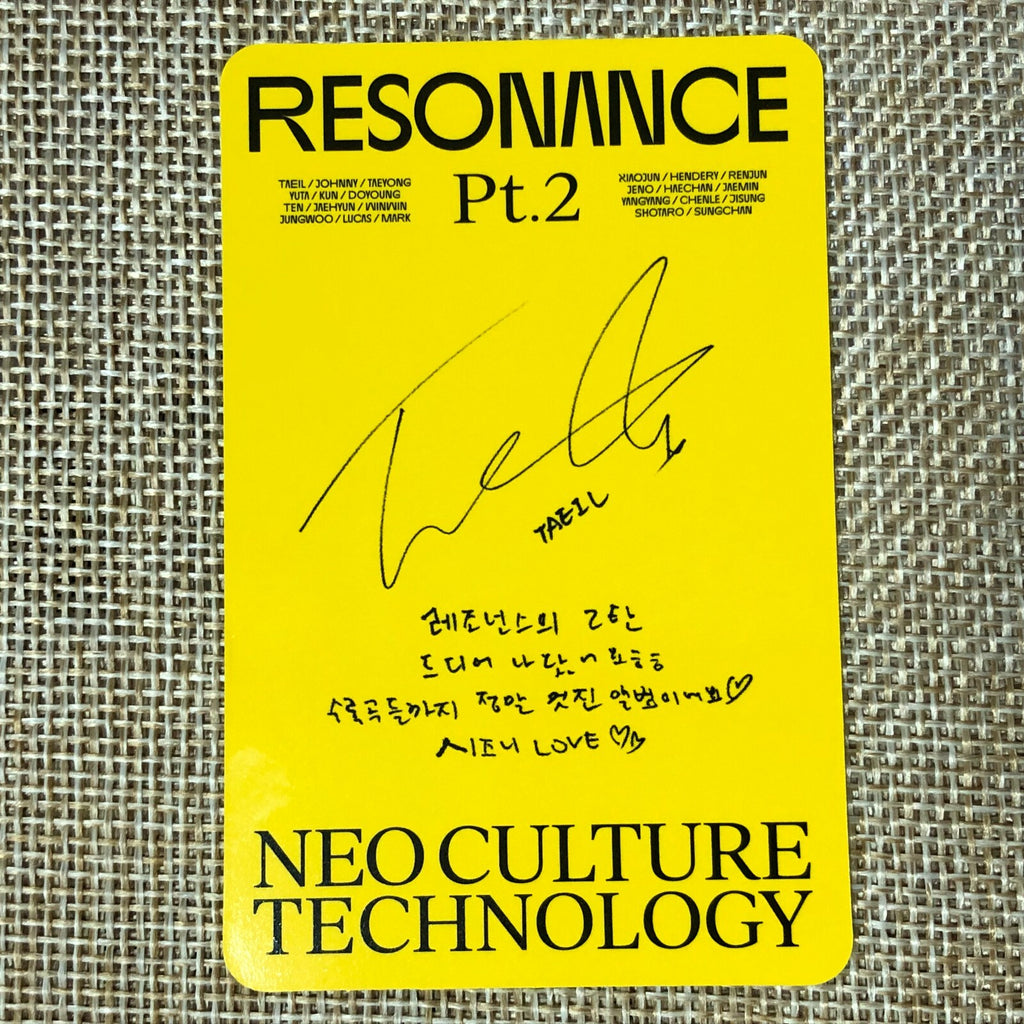 RESONANCE
Pt.2
TAEIL / JOHNNY / TAEYONG
YUTA / KUN / DOYOUNG
TEN / JAEHYUN / WINWIN
JUNGWOO / LUCAS / MARK
XIAOJUN / HENDERY / RENJUN
JENO / HAECHAN / JAEMIN
YANGYANG / CHENLE / JISUNG
SHOTARO / SUNGCHAN
TAEIL
레조넌스의 2탄
드디어 나왔어요ㅎㅎ
수록곡들까지 정말 멋진 앨범이네요♡
시즈니 LOVE ♡
NEO CULTURE
TECHNOLOGY